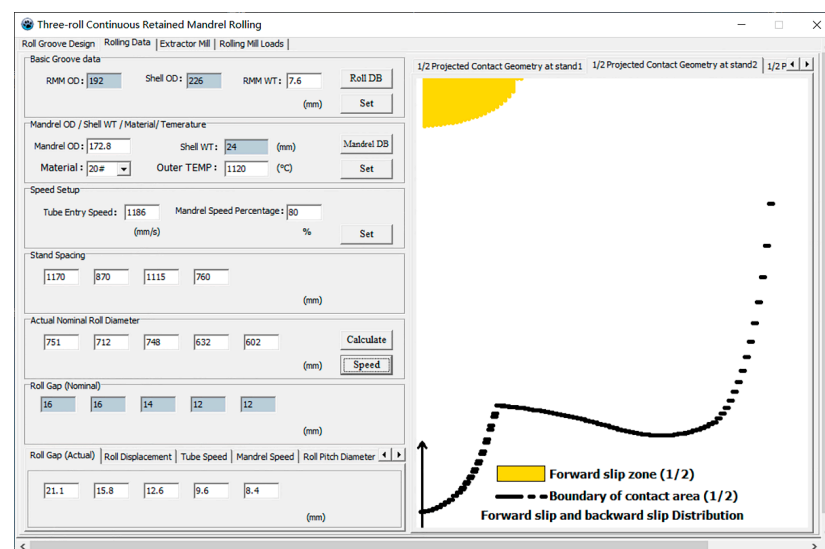 Three-roll Continuous Retained Mandrel Rolling
Roll Groove Design Rolling Data Extractor Mill Rolling Mill Loads
Basic Groove data
RMM OD: 192 Shell OD: 226 RMM WT: 7.6 Roll DB
(mm) Set
Mandrel OD / Shell WT / Material/ Temerature
Mandrel OD: 172.8 Shell WT: 24 (mm) Mandrel DB
Material: 20# Outer TEMP: 1120 (°C) Set
Speed Setup
Tube Entry Speed: 1186 Mandrel Speed Percentage: 80
(mm/s) % Set
Stand Spacing
1170 870 1115 760
(mm)
Actual Nominal Roll Diameter
751 712 748 632 602 Calculate
(mm) Speed
Roll Gap (Nominal)
16 16 14 12 12
(mm)
Roll Gap (Actual) Roll Displacement Tube Speed Mandrel Speed Roll Pitch Diameter
21.1 15.8 12.6 9.6 8.4
(mm)
1/2 Projected Contact Geometry at stand1 1/2 Projected Contact Geometry at stand2 1/2 P
Forward slip zone (1/2)
Boundary of contact area (1/2)
Forward slip and backward slip Distribution